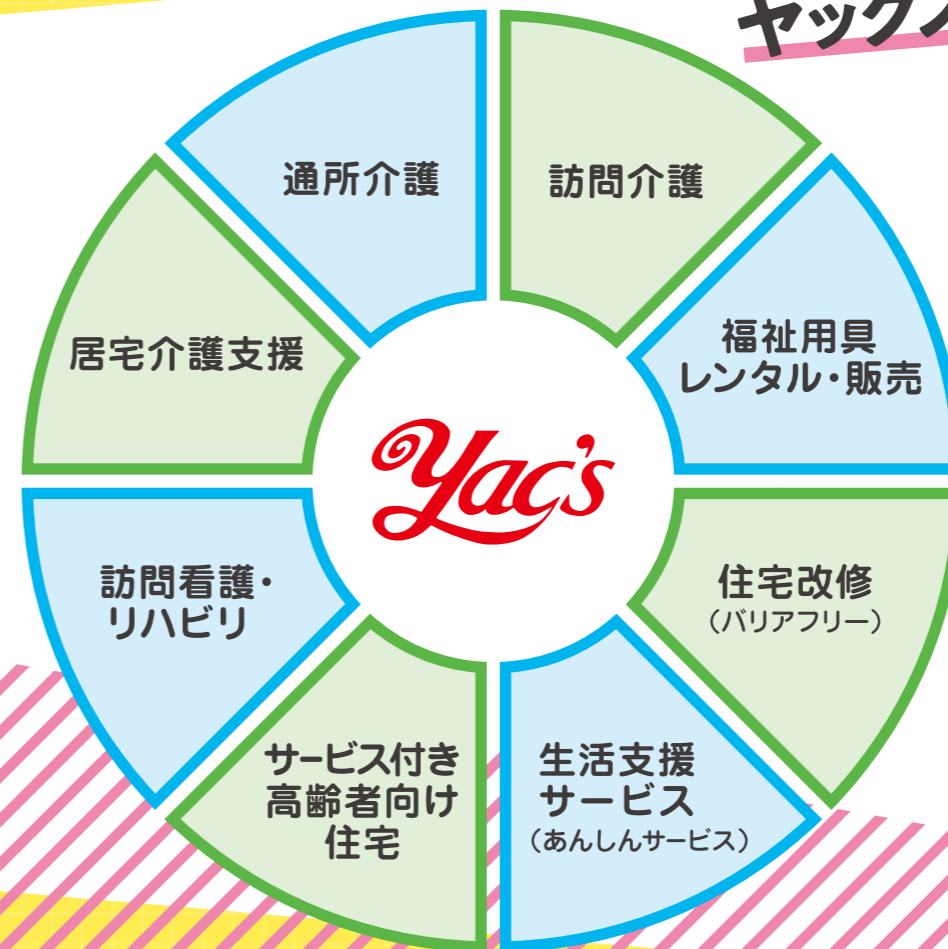 ヤック
通所介護
訪問介護
居宅介護支援
福祉用具
レンタル・販売
Yac's
訪問看護・
リハビリ
住宅改修
（バリアフリー）
サービス付き
高齢者向け
住宅
生活支援
サービス
（あんしんサービス）